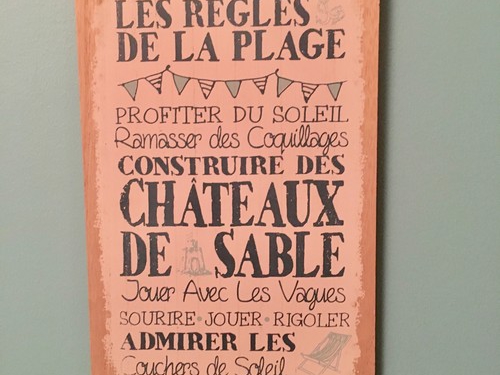 LES RÈGLES
DE LA PLAGE
PROFITER DU SOLEIL
Ramasser des Coquillages
CONSTRUIRE DES
CHÂTEAUX
DE SABLE
Jouer Avec Les Vagues
SOURIRE • JOUER • RIGOLER
ADMIRER LES
Couchers de Soleil